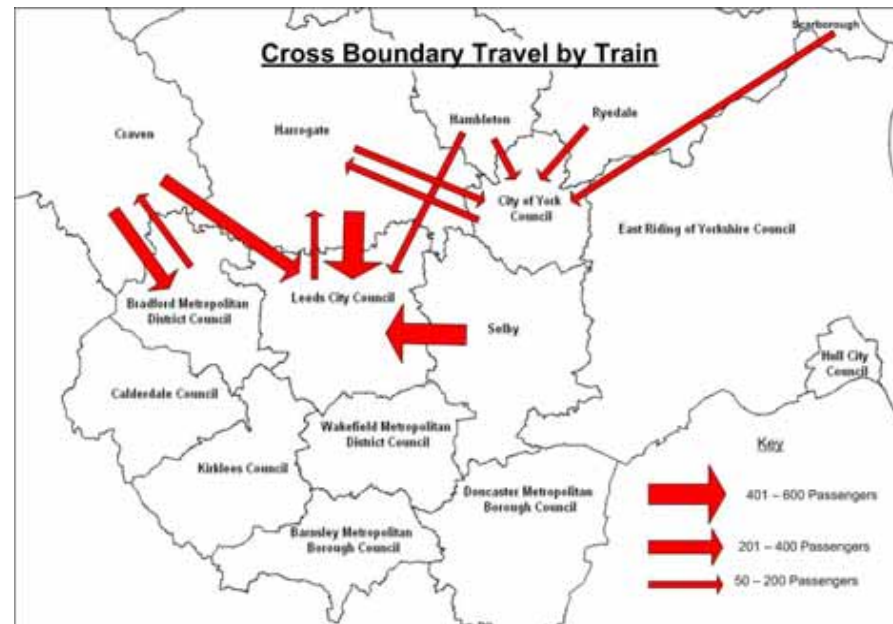 Scarborough
Cross Boundary Travel by Train
Hambleton
Ryedale
Harrogate
Craven
City of York
Council
East Riding of Yorkshire Council
Leeds City Council
Bradford Metropolitan
District Council
Selby
Hull City
Council
Calderdale Council
Wakefield Metropolitan
District Council
Key
Kirklees Council
Doncaster Metropolitan
Borough Council
401 – 600 Passengers
Barnsley Metropolitan
Borough Council
201 – 400 Passengers
50 – 200 Passengers